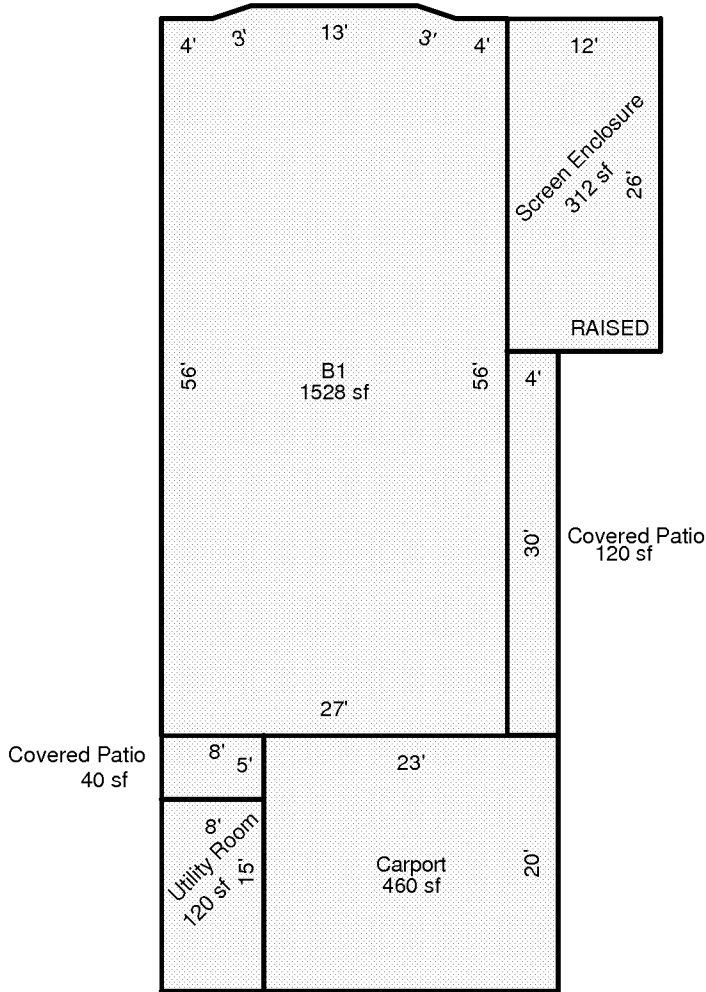 4' 3' 13' 3' 4' 12'
Screen Enclosure
312 sf
26'
RAISED
56' B1 56' 4'
1528 sf
30' Covered Patio
120 sf
27'
Covered Patio 8' 5' 23'
40 sf
8'
Utility Room
120 sf
15'
Carport
460 sf
20'